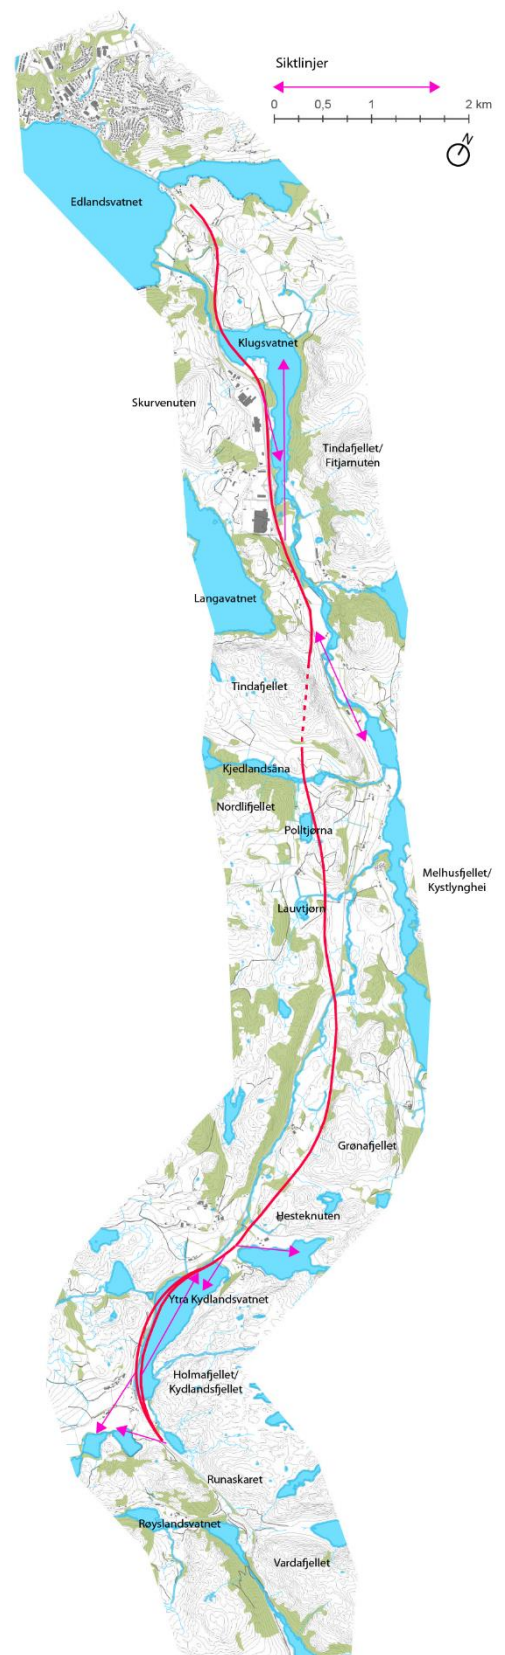 Siktlinjer
0 0,5 1 2 km
N
Edlandsvatnet
Klugsvatnet
Skurvenuten
Tindafjellet/
Fitjarnuten
Langavatnet
Tindafjellet
Kjedlandsåna
Nordlifjellet
Polltjørna
Melhusfjellet/
Kystlynghei
Lauvtjørn
Grønafjellet
Hesteknuten
Ytra Kydlandsvatnet
Holmafjellet/
Kydlandsfjellet
Runaskaret
Røyslandsvatnet
Vardafjellet